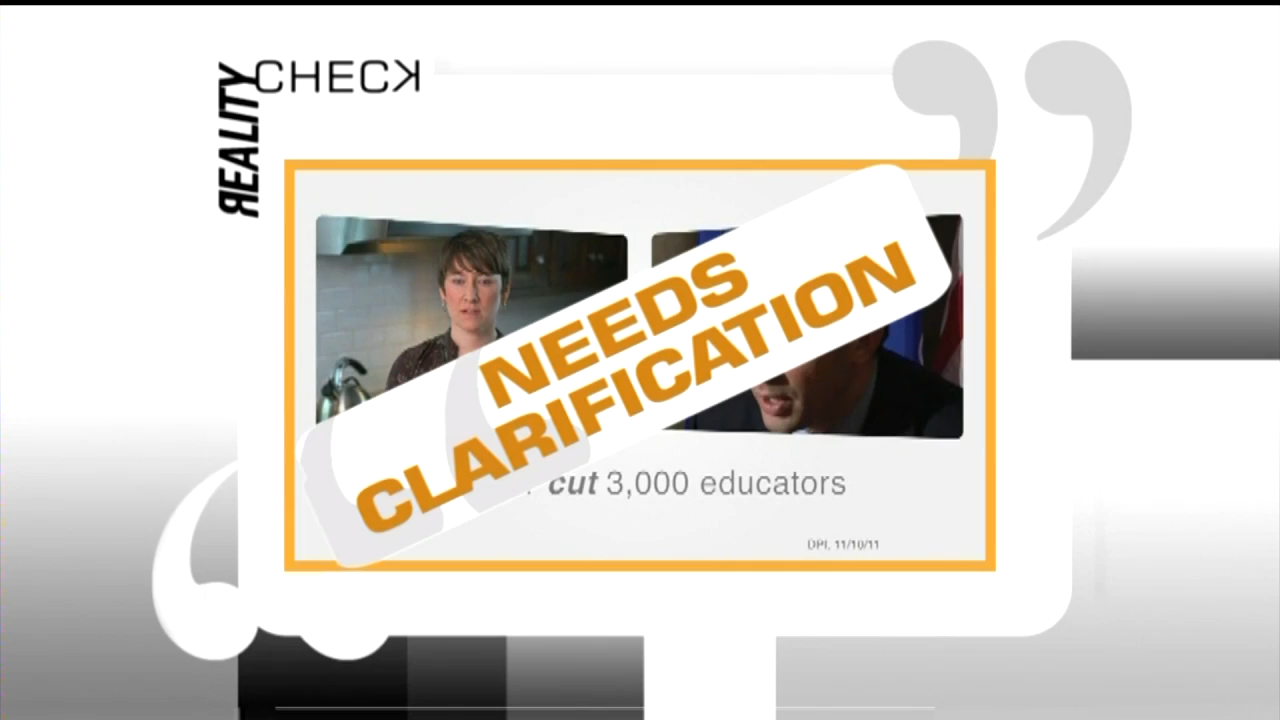 REALITY
CHECK
NEEDS
CLARIFICATION
cut 3,000 educators
DPI, 11/10/11